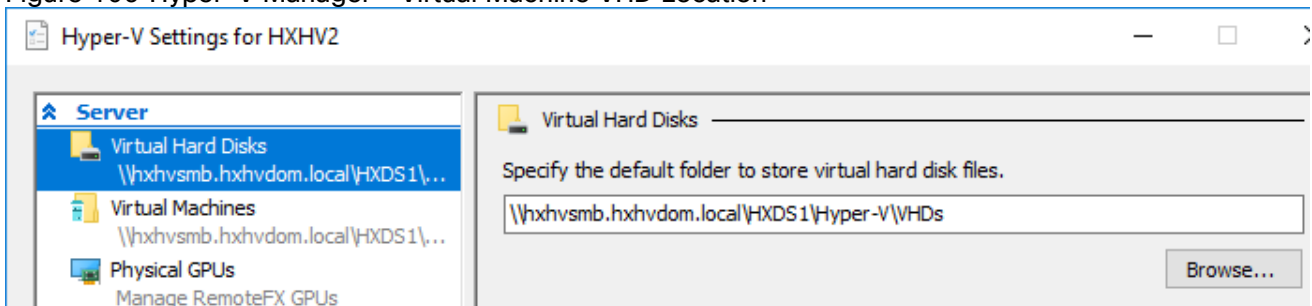 Hyper-V Settings for HXHV2
Server
Virtual Hard Disks
\\hxhvsmb.hxhvdom.local\HXDS1\...
Virtual Machines
\\hxhvsmb.hxhvdom.local\HXDS1\...
Physical GPUs
Manage RemoteFX GPUs
Virtual Hard Disks
Specify the default folder to store virtual hard disk files.
\\hxhvsmb.hxhvdom.local\HXDS1\Hyper-V\VHDs
Browse...